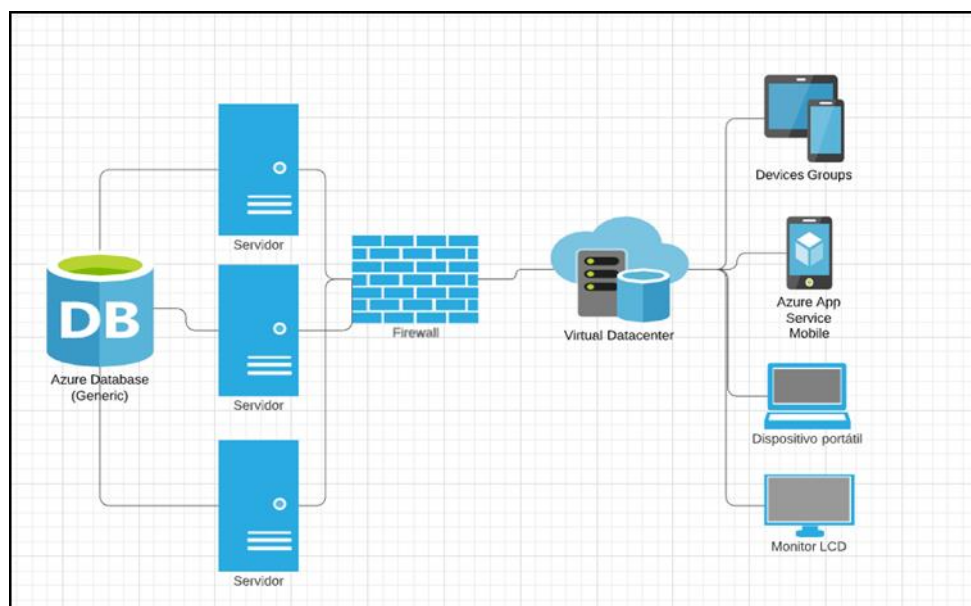 Servidor
DB
Azure Database
(Generic)
Servidor
Servidor
Firewall
Virtual Datacenter
Devices Groups
Azure App
Service
Mobile
Dispositivo portátil
Monitor LCD